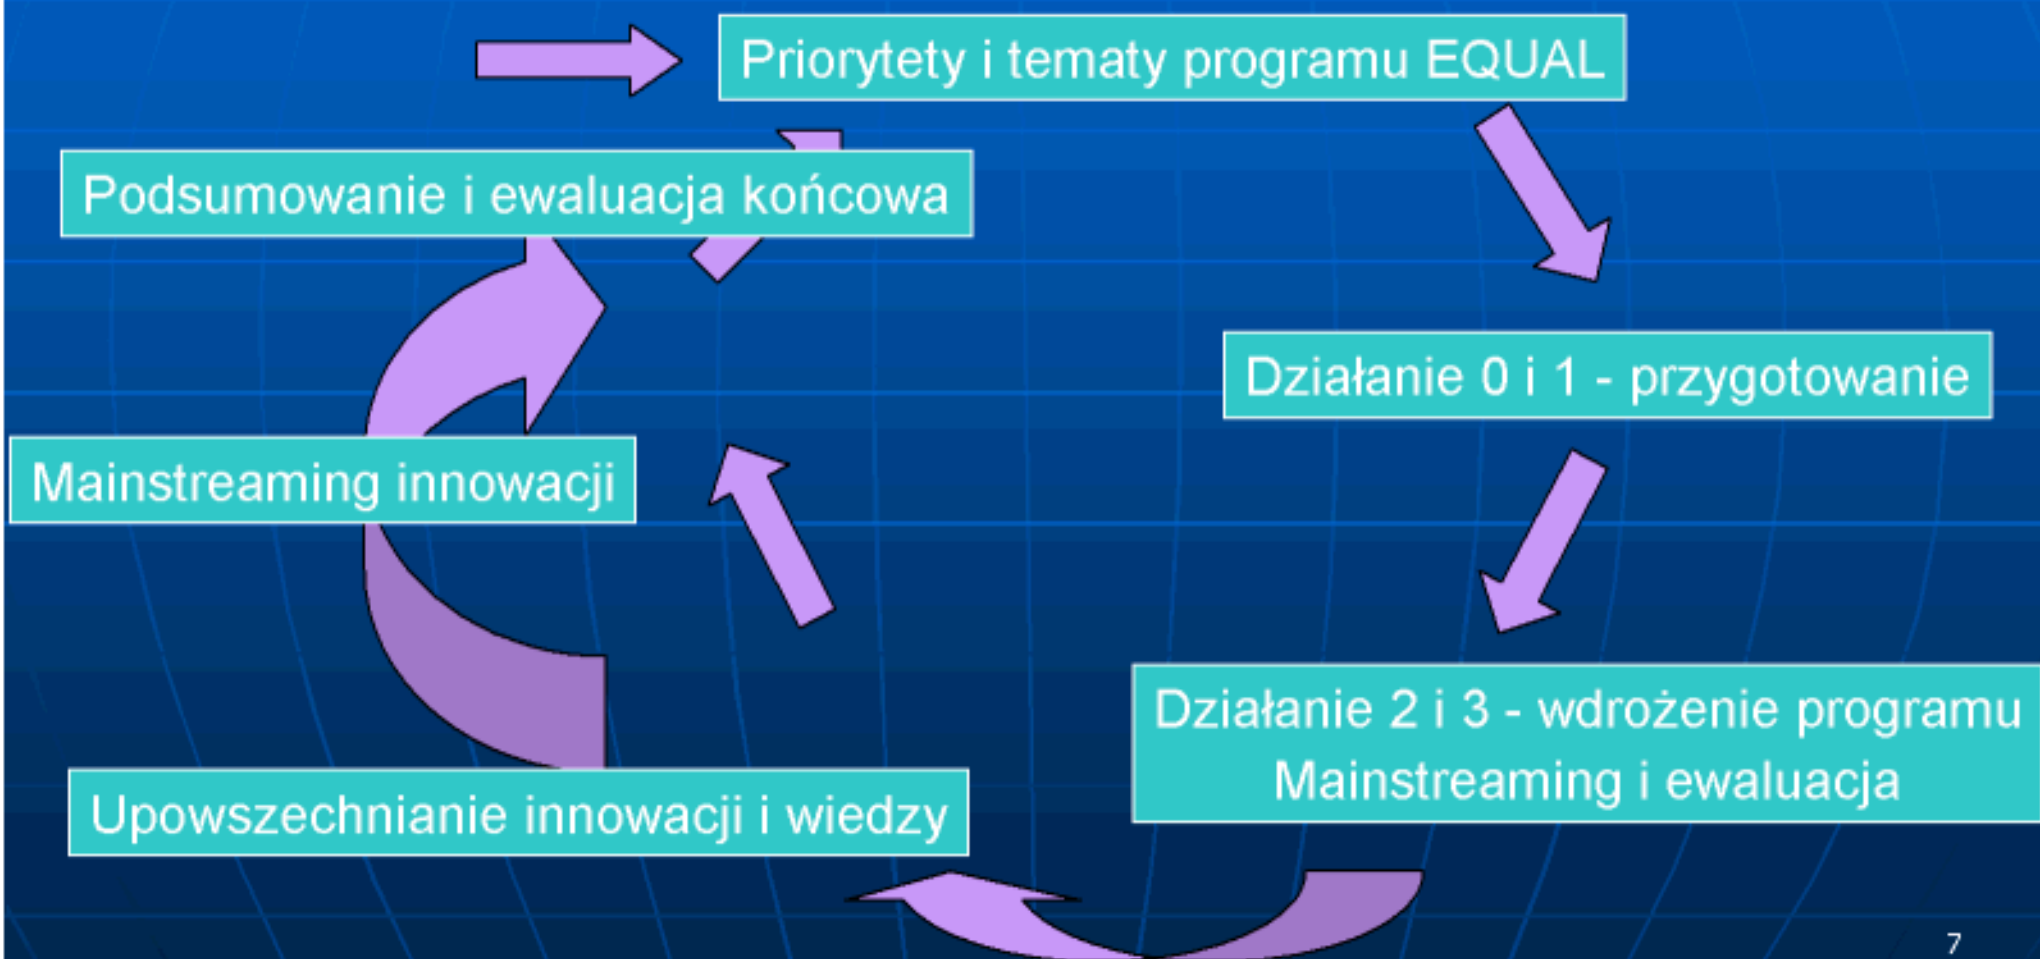 Priorytety i tematy programu EQUAL
Podsumowanie i ewaluacja końcowa
Działanie 0 i 1 - przygotowanie
Mainstreaming innowacji
Działanie 2 i 3 - wdrożenie programu
Mainstreaming i ewaluacja
Upowszechnianie innowacji i wiedzy
7